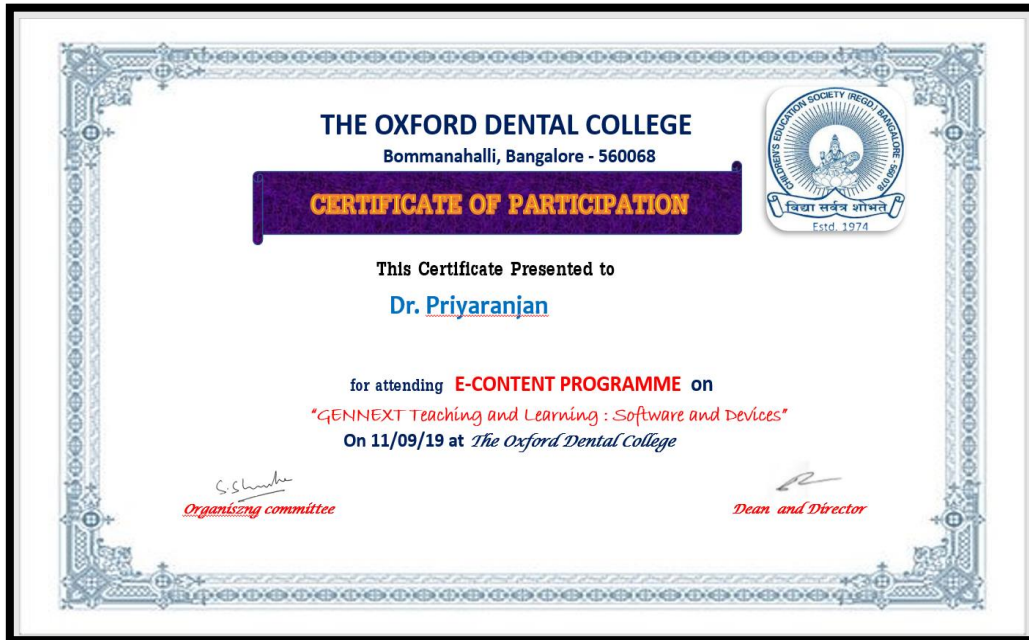 THE OXFORD DENTAL COLLEGE
Bommanahalli, Bangalore - 560068
CERTIFICATE OF PARTICIPATION
CHILDREN'S EDUCATION SOCIETY (REGD.) BANGALORE - 560 078
विद्या सर्वत्र शोभते
Estd. 1974
This Certificate Presented to
Dr. Priyaranjan
for attending E-CONTENT PROGRAMME on
"GENNEXT Teaching and Learning : Software and Devices"
On 11/09/19 at The Oxford Dental College
Organiszng committee
Dean and Director